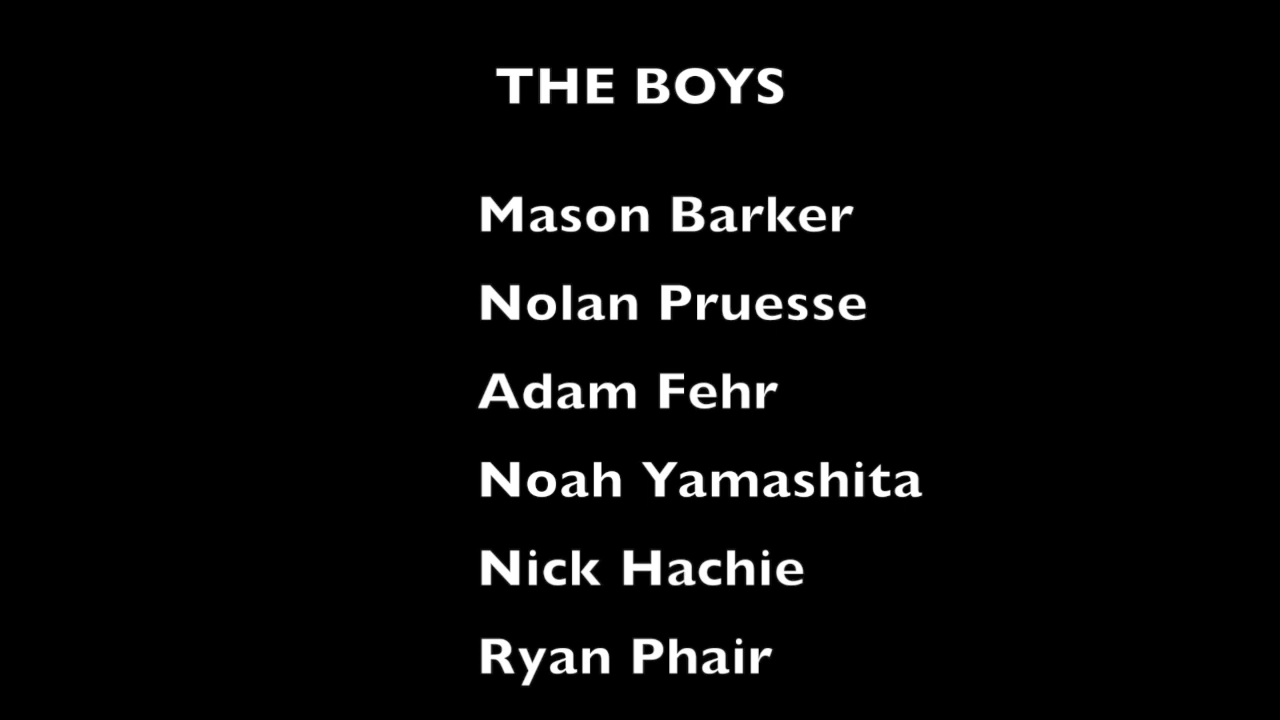 THE BOYS
Mason Barker
Nolan Pruesse
Adam Fehr
Noah Yamashita
Nick Hachie
Ryan Phair